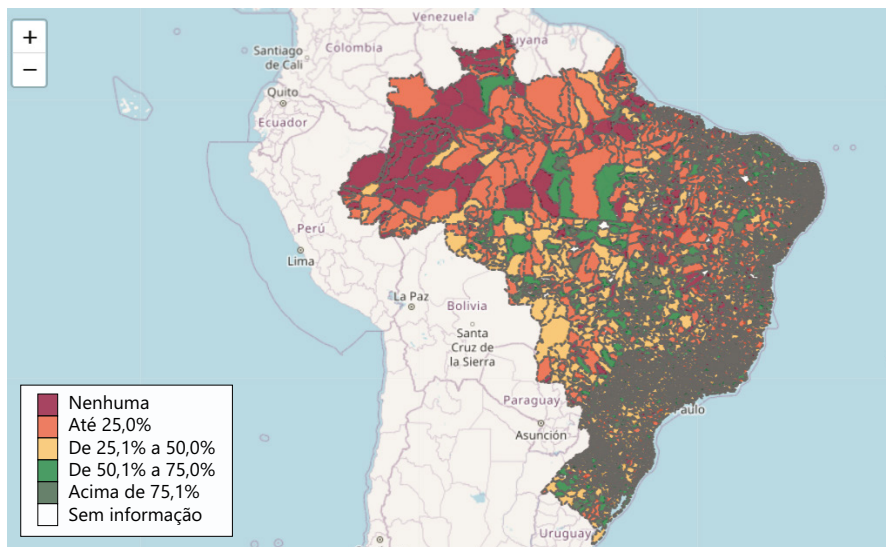 +
−
Venezuela
Santiago
de Cali
Colombia
uyana
Quito
Ecuador
Perú
Lima
La Paz
Bolivia
Santa
Cruz de
la Sierra
Paraguay
Paulo
Asunción
Uruguay
Nenhuma
Até 25,0%
De 25,1% a 50,0%
De 50,1% a 75,0%
Acima de 75,1%
Sem informação